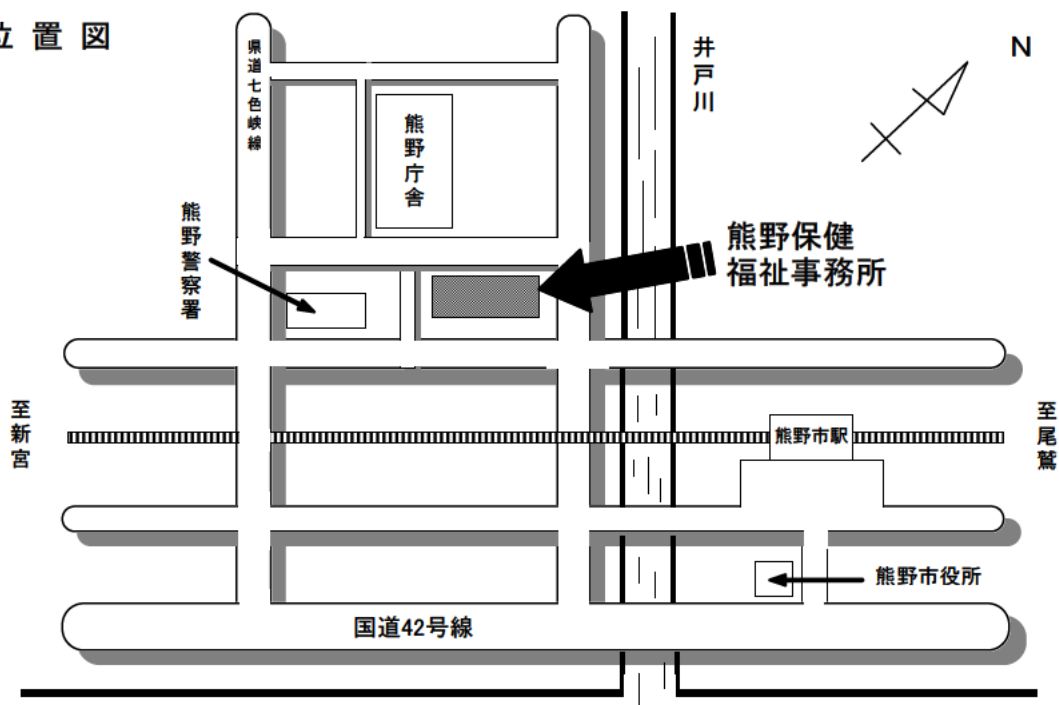 位置図
県道七色峡線
井戸川
N
熊野庁舎
熊野警察署
熊野保健
福祉事務所
至新宮
熊野市駅
至尾鷲
熊野市役所
国道42号線